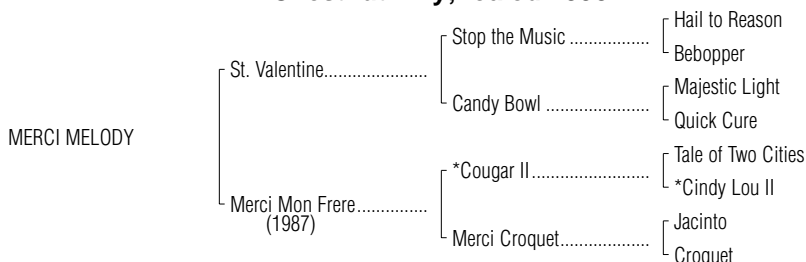 Hail to Reason
Stop the Music ..................
Bebopper
St. Valentine.......................
Majestic Light
Candy Bowl .......................
Quick Cure
MERCI MELODY
Tale of Two Cities
*Cougar II..........................
*Cindy Lou II
Merci Mon Frere................
(1987)
Jacinto
Merci Croquet....................
Croquet